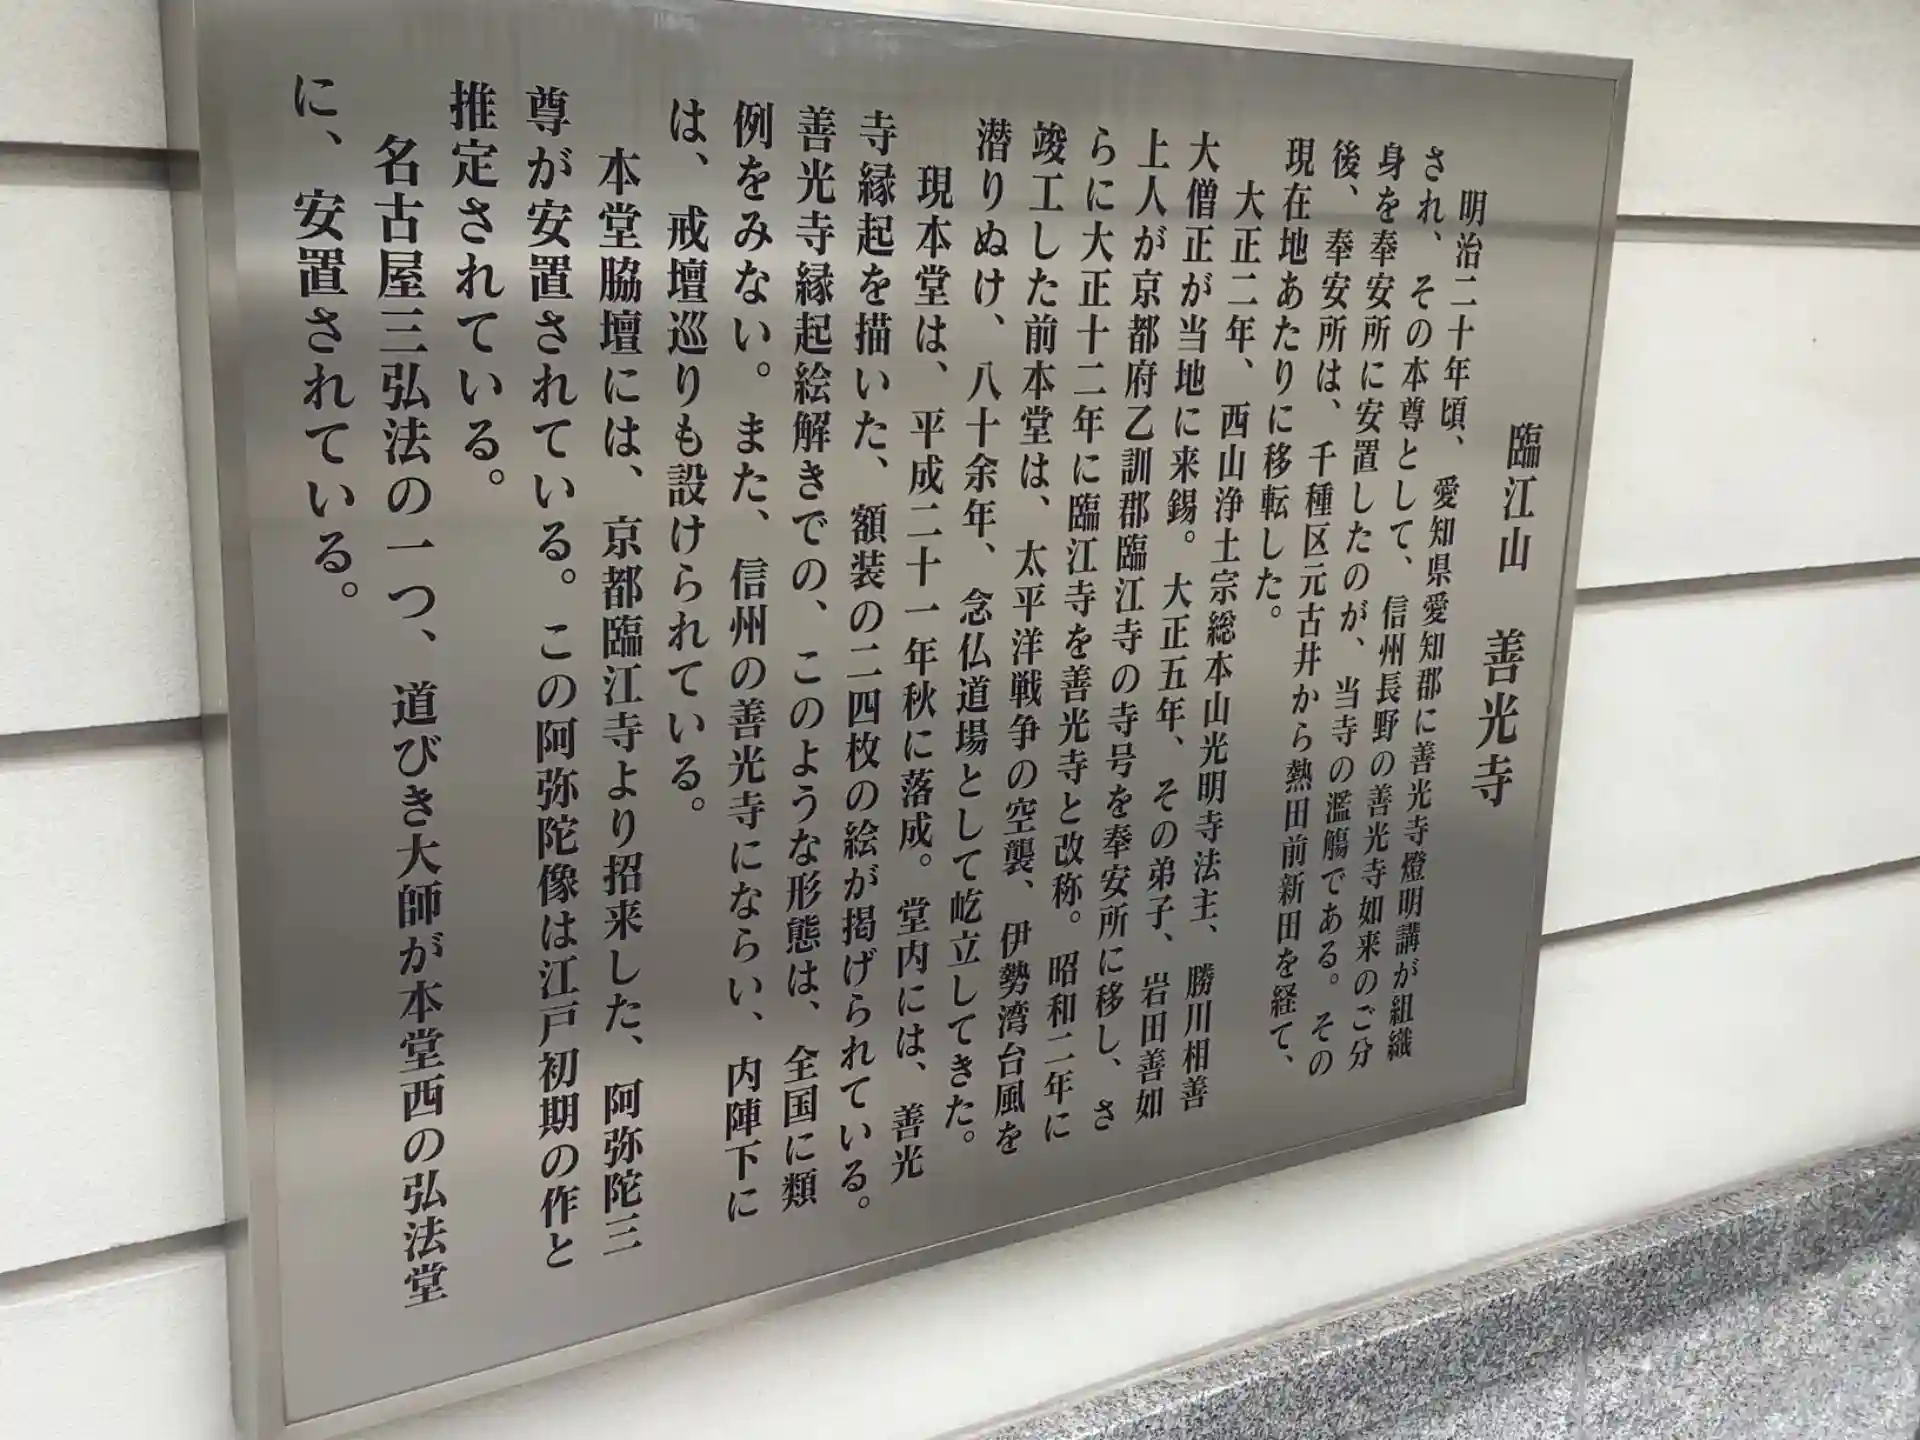 臨江山　善光寺
明治二十年頃、愛知県愛知郡に善光寺燈明講が組織
され、その本尊として、信州長野の善光寺如来のご分
身を奉安所に安置したのが、当寺の濫觴である。その
後、奉安所は、千種区元古井から熱田前新田を経て、
現在地あたりに移転した。
大正二年、西山浄土宗総本山光明寺法主、勝川相善
大僧正が当地に来錫。大正五年、その弟子、岩田善如
上人が京都府乙訓郡臨江寺の寺号を奉安所に移し、さ
らに大正十二年に臨江寺を善光寺と改称。昭和二年に
竣工した前本堂は、太平洋戦争の空襲、伊勢湾台風を
潜りぬけ、八十余年、念仏道場として屹立してきた。
現本堂は、平成二十一年秋に落成。堂内には、善光
寺縁起を描いた、額装の二四枚の絵が掲げられている。
善光寺縁起絵解きでの、このような形態は、全国に類
例をみない。また、信州の善光寺にならい、内陣下に
は、戒壇巡りも設けられている。
本堂脇壇には、京都臨江寺より招来した、阿弥陀三
尊が安置されている。この阿弥陀像は江戸初期の作と
推定されている。
名古屋三弘法の一つ、道びき大師が本堂西の弘法堂
に、安置されている。